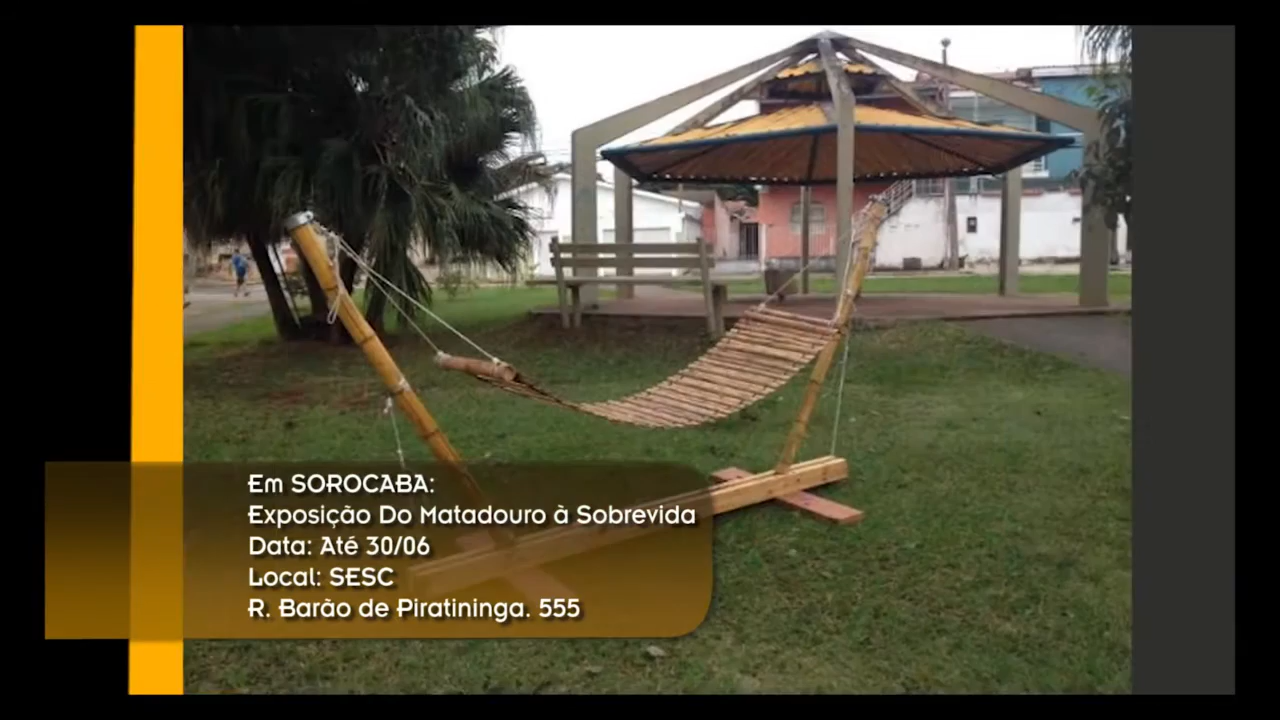 Em SOROCABA:
Exposição Do Matadouro à Sobrevida
Data: Até 30/06
Local: SESC
R. Barão de Piratininga. 555